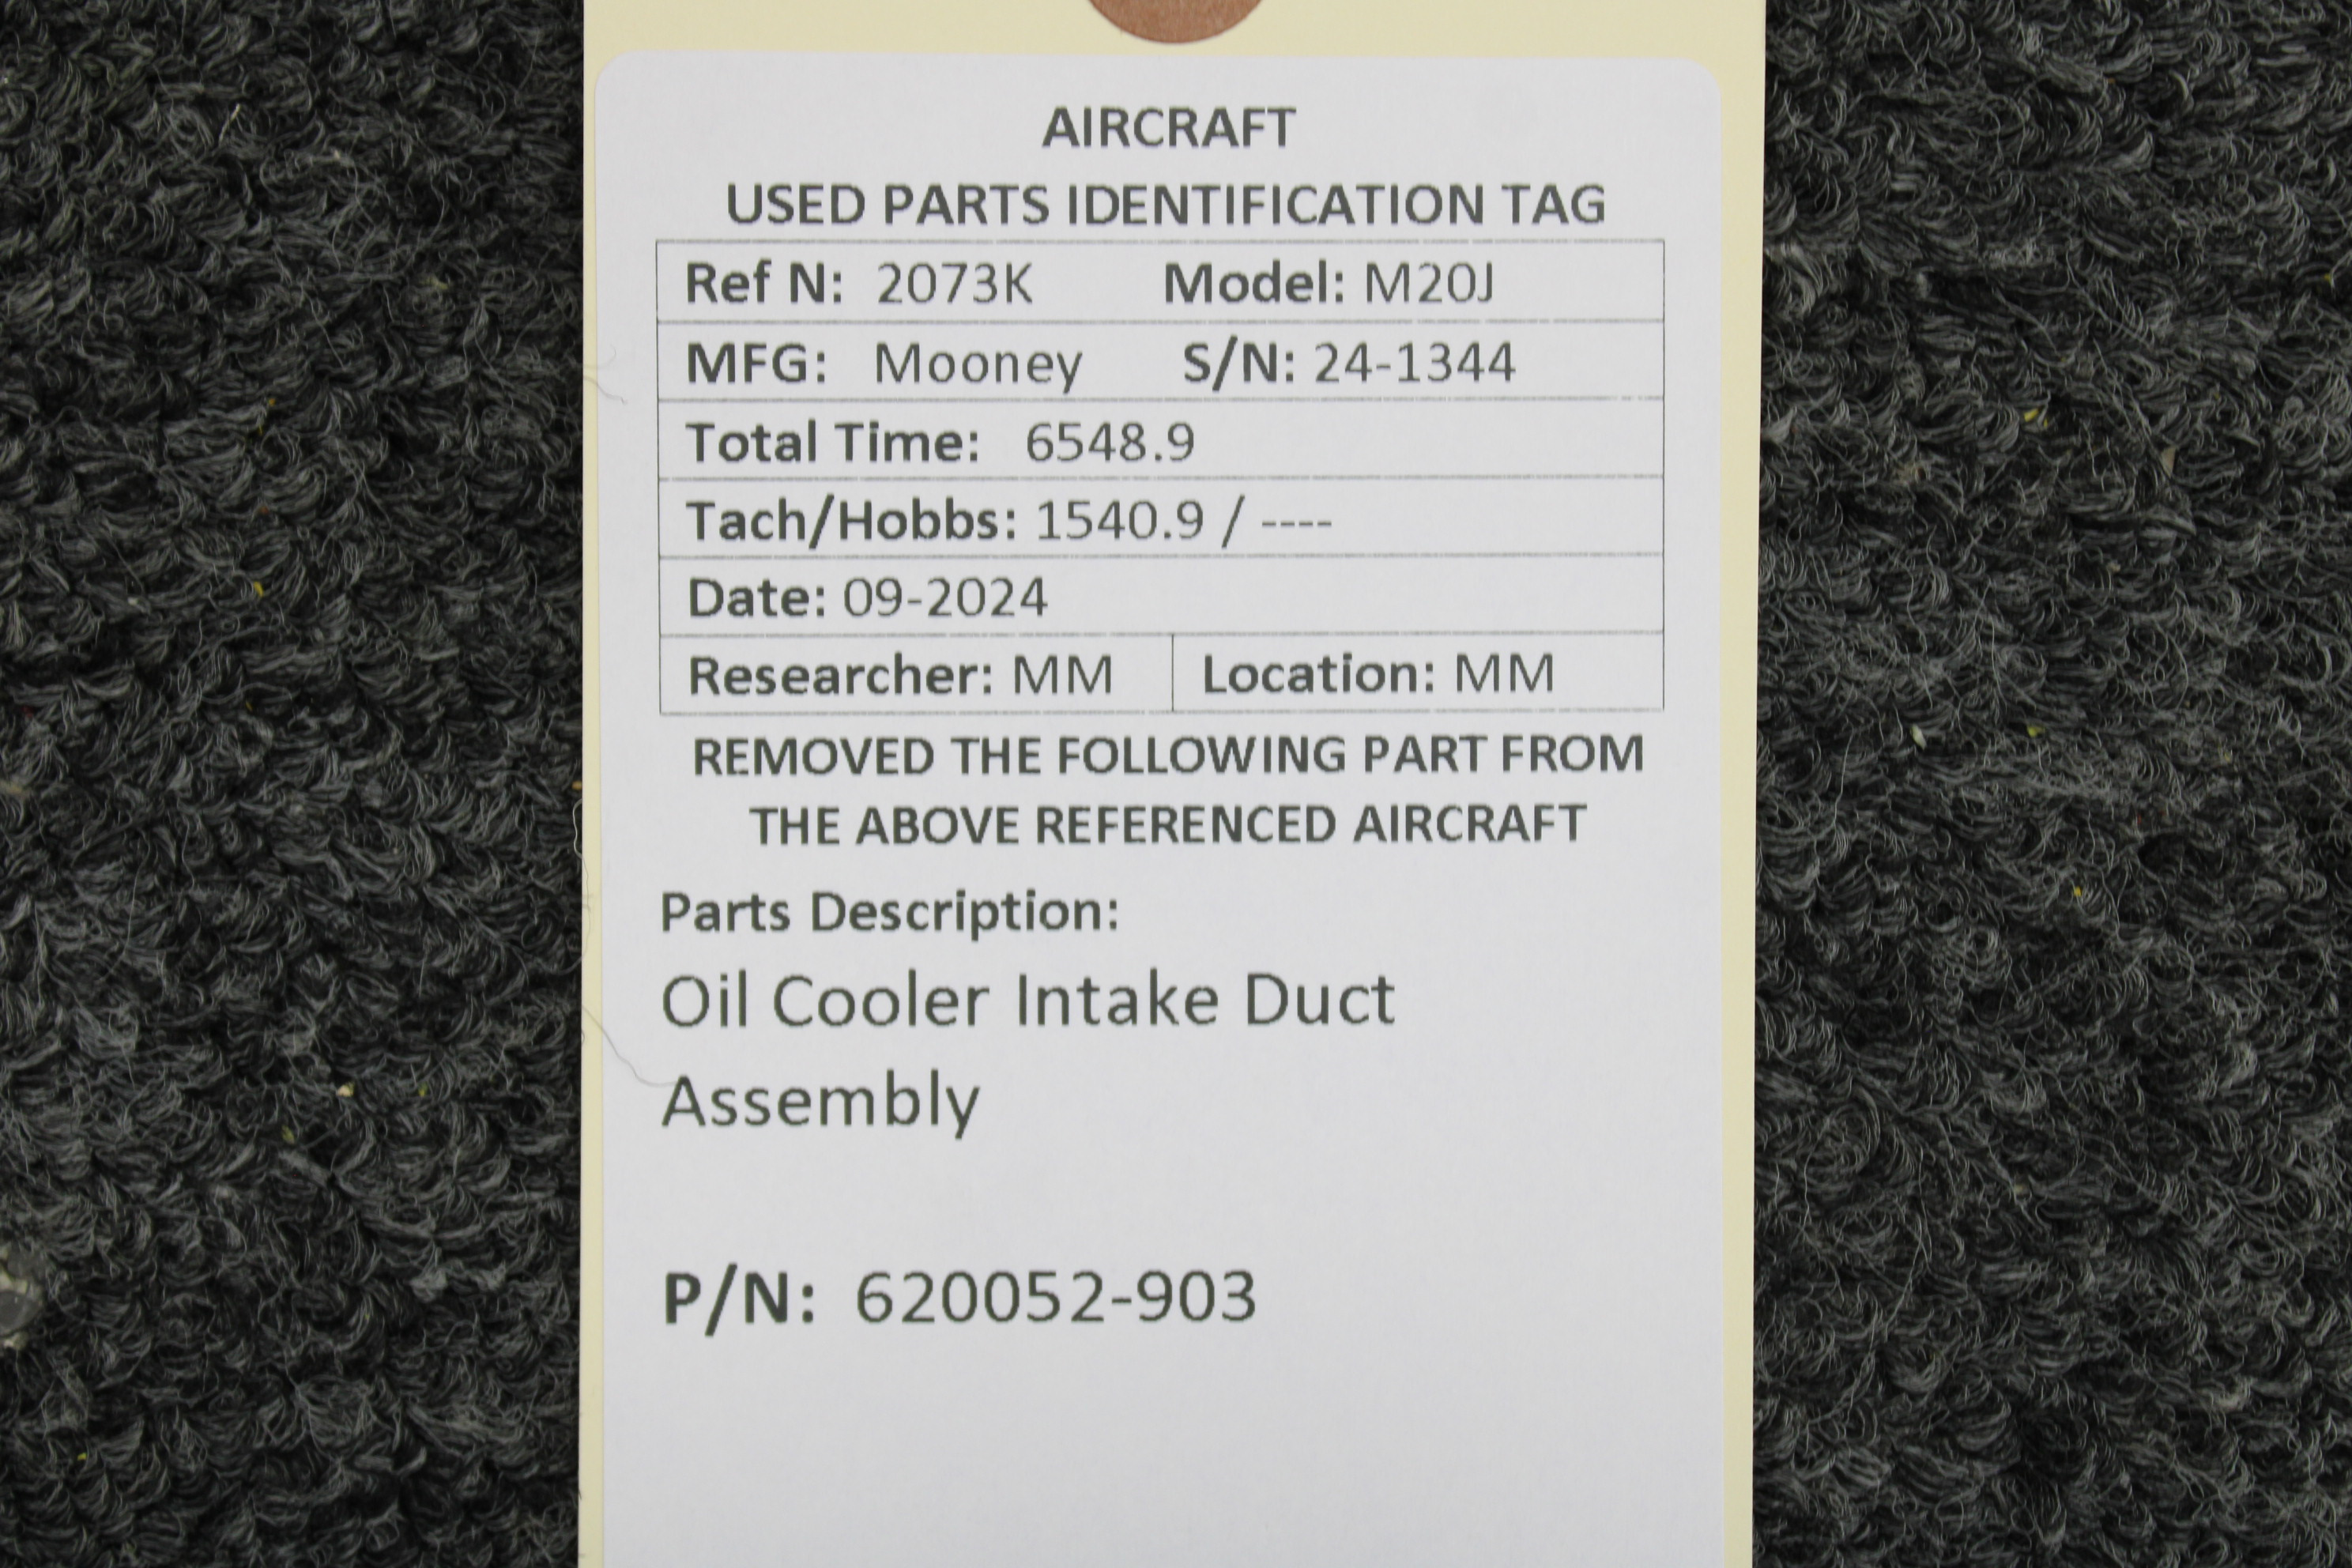 AIRCRAFT
USED PARTS IDENTIFICATION TAG
Ref N: 2073K Model: M20J
MFG: Mooney S/N: 24-1344
Total Time: 6548.9
Tach/Hobbs: 1540.9 / ----
Date: 09-2024
Researcher: MM Location: MM
REMOVED THE FOLLOWING PART FROM
THE ABOVE REFERENCED AIRCRAFT
Parts Description:
Oil Cooler Intake Duct
Assembly
P/N: 620052-903